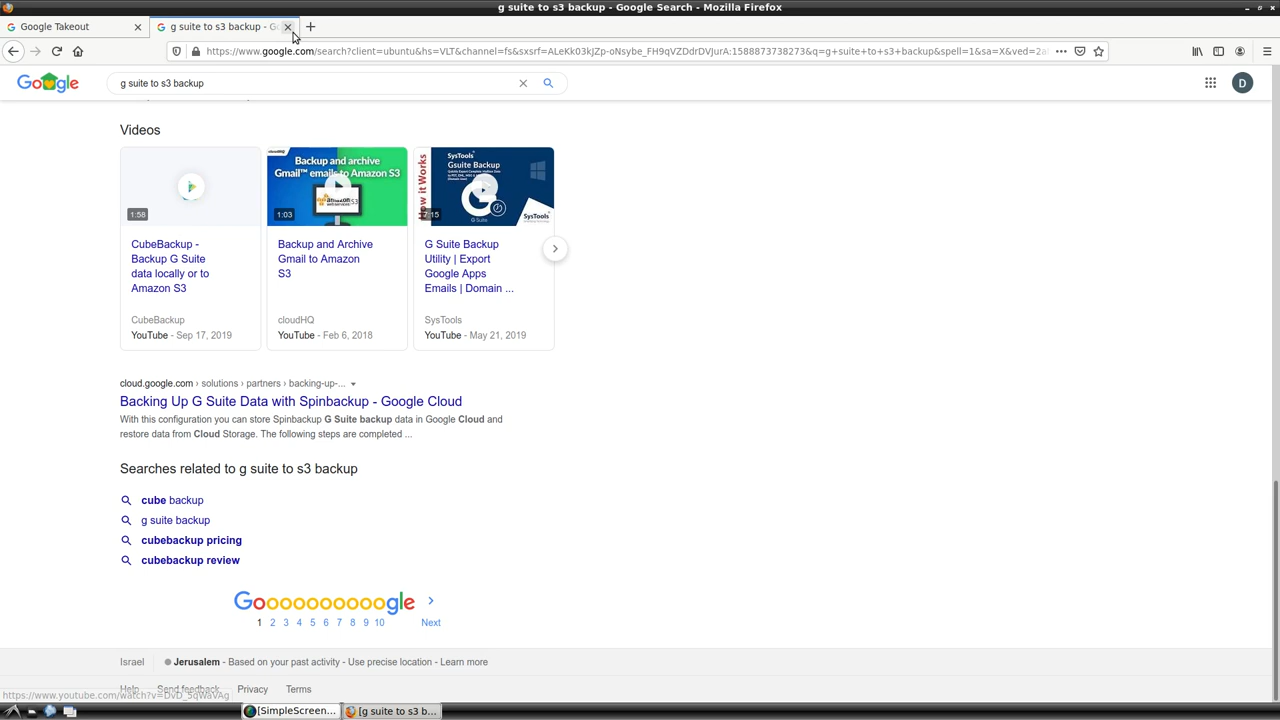 g suite to s3 backup - Google Search - Mozilla Firefox
Google Takeout
g suite to s3 backup - Go
https://www.google.com/search?client=ubuntu&hs=VLT&channel=fs&sxsrf=ALeKk03kJZp-oNsybe_FH9qVZDdrDVJurA:1588873738273&q=g+suite+to+s3+backup&spell=1&sa=X&ved=2a
Google
g suite to s3 backup
D
Videos
1:58
CubeBackup -
Backup G Suite
data locally or to
Amazon S3
CubeBackup
YouTube - Sep 17, 2019
cloudHQ
Backup and archive
Gmail™ emails to Amazon S3
1:03
Backup and Archive
Gmail to Amazon
S3
cloudHQ
YouTube - Feb 6, 2018
SysTools
Gsuite Backup
How it Works
G Suite
SysTools
7:15
G Suite Backup
Utility | Export
Google Apps
Emails | Domain ...
SysTools
YouTube - May 21, 2019
cloud.google.com › solutions › partners › backing-up-...
Backing Up G Suite Data with Spinbackup - Google Cloud
With this configuration you can store Spinbackup G Suite backup data in Google Cloud and
restore data from Cloud Storage. The following steps are completed ...
Searches related to g suite to s3 backup
cube backup
g suite backup
cubebackup pricing
cubebackup review
Goooooooooogle
1 2 3 4 5 6 7 8 9 10 Next
Israel
Jerusalem - Based on your past activity - Use precise location - Learn more
Help Send feedback Privacy Terms
https://www.youtube.com/watch?v=DvD_5qWaVAg
[SimpleScreen...
[g suite to s3 b...